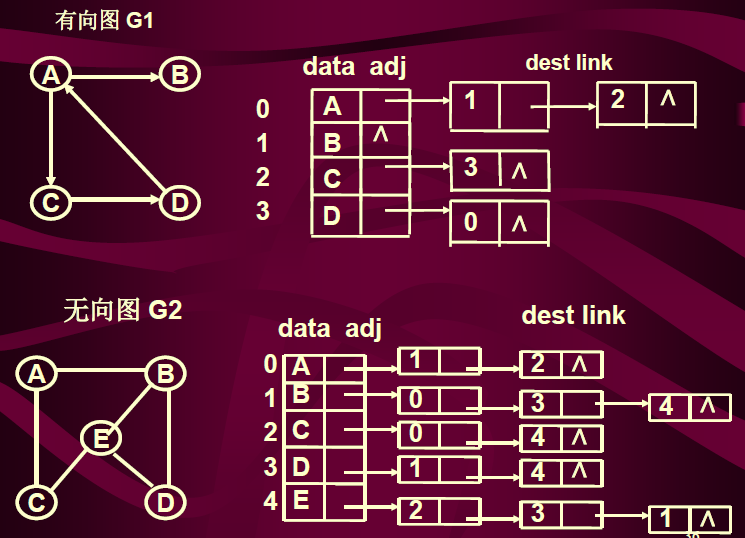 有向图 G1
A B
C D
data adj
dest link
0 A 1 2 ∧
1 B ∧
2 C 3 ∧
3 D 0 ∧
无向图 G2
A B
E
C D
data adj
dest link
0 A 1 2 ∧
1 B 0 3 4 ∧
2 C 0 4 ∧
3 D 1 4 ∧
4 E 2 3 1 ∧